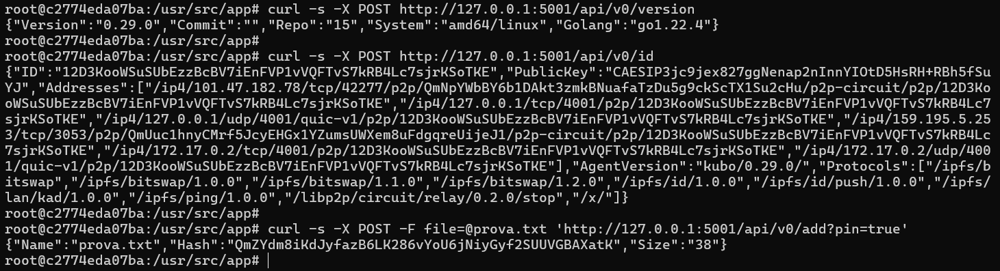 root@c2774eda07ba:/usr/src/app# curl -s -X POST http://127.0.0.1:5001/api/v0/version
{"Version":"0.29.0","Commit":"","Repo":"15","System":"amd64/linux","Golang":"go1.22.4"}
root@c2774eda07ba:/usr/src/app#
root@c2774eda07ba:/usr/src/app# curl -s -X POST http://127.0.0.1:5001/api/v0/id
{"ID":"12D3KooWSuSUbEzzBcBV7iEnFVP1vVQFTvS7kRB4Lc7sjrKSoTKE","PublicKey":"CAESIP3jc9jex827ggNenap2nInnYIOtD5HsRH+RBh5fSu
YJ","Addresses":["/ip4/101.47.182.78/tcp/42277/p2p/QmNpYWbBY6b1DAkt3zmkBNuafaTzDu5g9ckScTX1Su2cHu/p2p-circuit/p2p/12D3Ko
oWSuSUbEzzBcBV7iEnFVP1vVQFTvS7kRB4Lc7sjrKSoTKE","/ip4/127.0.0.1/tcp/4001/p2p/12D3KooWSuSUbEzzBcBV7iEnFVP1vVQFTvS7kRB4Lc7
sjrKSoTKE","/ip4/127.0.0.1/udp/4001/quic-v1/p2p/12D3KooWSuSUbEzzBcBV7iEnFVP1vVQFTvS7kRB4Lc7sjrKSoTKE","/ip4/159.195.5.25
3/tcp/3053/p2p/QmUuc1hnyCMrf5JcyEHGx1YZumsUWXem8uFdgqreUijeJ1/p2p-circuit/p2p/12D3KooWSuSUbEzzBcBV7iEnFVP1vVQFTvS7kRB4Lc
7sjrKSoTKE","/ip4/172.17.0.2/tcp/4001/p2p/12D3KooWSuSUbEzzBcBV7iEnFVP1vVQFTvS7kRB4Lc7sjrKSoTKE","/ip4/172.17.0.2/udp/400
1/quic-v1/p2p/12D3KooWSuSUbEzzBcBV7iEnFVP1vVQFTvS7kRB4Lc7sjrKSoTKE"],"AgentVersion":"kubo/0.29.0/","Protocols":["/ipfs/b
itswap","/ipfs/bitswap/1.0.0","/ipfs/bitswap/1.1.0","/ipfs/bitswap/1.2.0","/ipfs/id/1.0.0","/ipfs/id/push/1.0.0","/ipfs/
lan/kad/1.0.0","/ipfs/ping/1.0.0","/libp2p/circuit/relay/0.2.0/stop","/x/"]}
root@c2774eda07ba:/usr/src/app#
root@c2774eda07ba:/usr/src/app# curl -s -X POST -F file=@prova.txt 'http://127.0.0.1:5001/api/v0/add?pin=true'
{"Name":"prova.txt","Hash":"QmZYdm8iKdJyfazB6LK286vYoU6jNiyGyf2SUUVGBAXatK","Size":"38"}
root@c2774eda07ba:/usr/src/app#